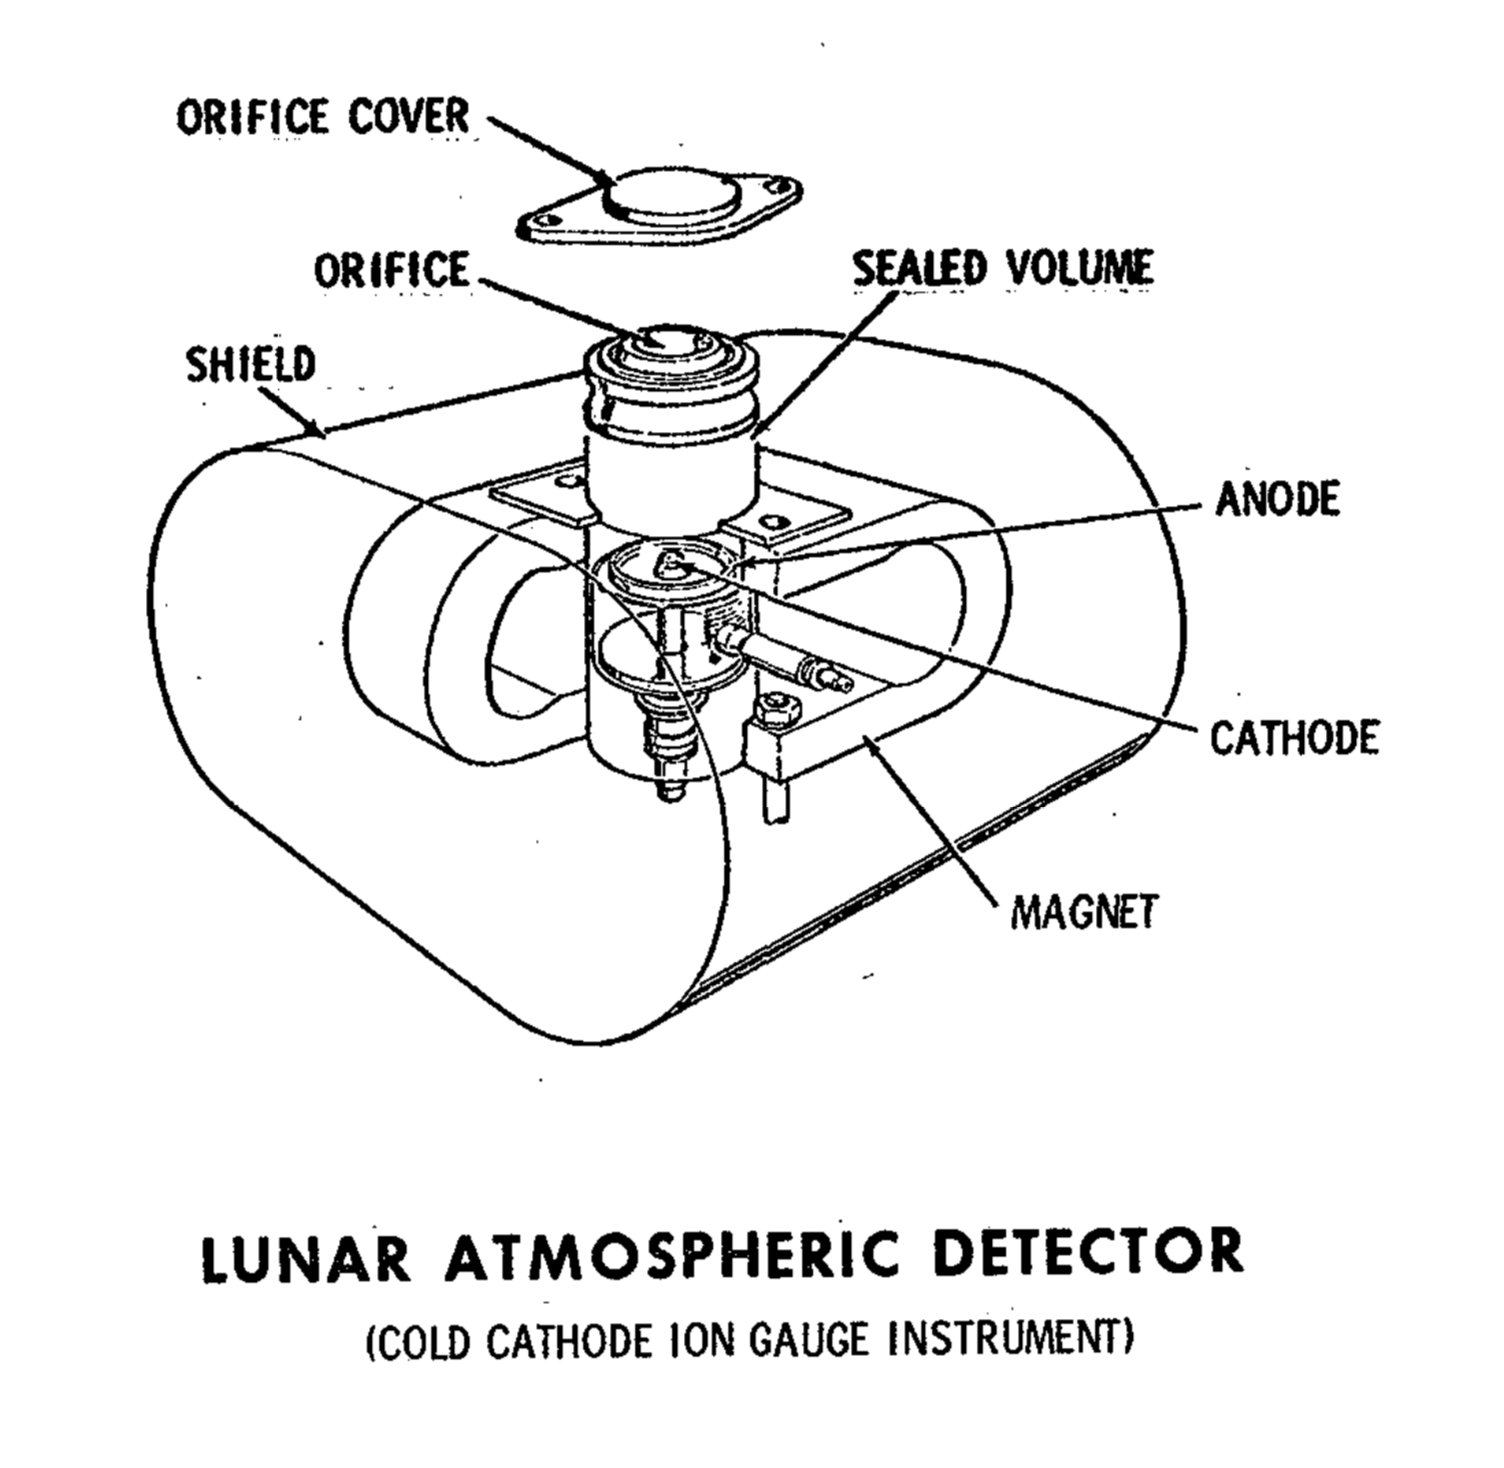 ORIFICE COVER
ORIFICE
SEALED VOLUME
SHIELD
ANODE
CATHODE
MAGNET
LUNAR ATMOSPHERIC DETECTOR
(COLD CATHODE ION GAUGE INSTRUMENT)